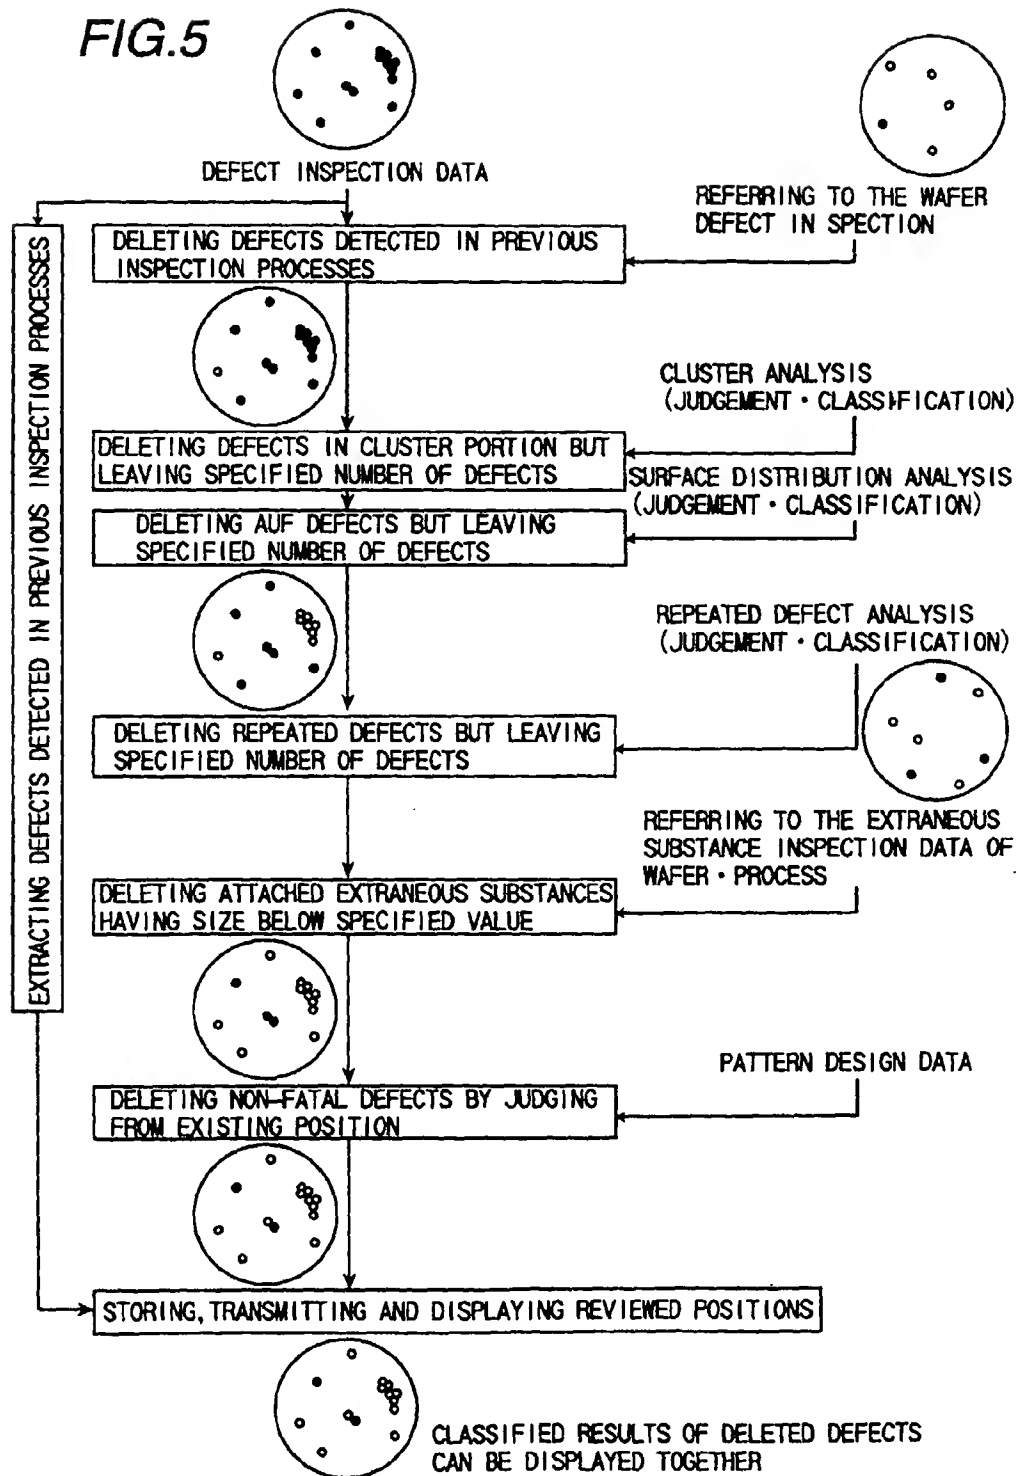 FIG.5
DEFECT INSPECTION DATA
REFERRING TO THE WAFER
DEFECT IN SPECTION
EXTRACTING DEFECTS DETECTED IN PREVIOUS INSPECTION PROCESSES
DELETING DEFECTS DETECTED IN PREVIOUS
INSPECTION PROCESSES
CLUSTER ANALYSIS
(JUDGEMENT・CLASSIFICATION)
DELETING DEFECTS IN CLUSTER PORTION BUT
LEAVING SPECIFIED NUMBER OF DEFECTS
SURFACE DISTRIBUTION ANALYSIS
(JUDGEMENT・CLASSIFICATION)
DELETING AUF DEFECTS BUT LEAVING
SPECIFIED NUMBER OF DEFECTS
REPEATED DEFECT ANALYSIS
(JUDGEMENT・CLASSIFICATION)
DELETING REPEATED DEFECTS BUT LEAVING
SPECIFIED NUMBER OF DEFECTS
REFERRING TO THE EXTRANEOUS
SUBSTANCE INSPECTION DATA OF
WAFER・PROCESS
DELETING ATTACHED EXTRANEOUS SUBSTANCES
HAVING SIZE BELOW SPECIFIED VALUE
PATTERN DESIGN DATA
DELETING NON-FATAL DEFECTS BY JUDGING
FROM EXISTING POSITION
STORING, TRANSMITTING AND DISPLAYING REVIEWED POSITIONS
CLASSIFIED RESULTS OF DELETED DEFECTS
CAN BE DISPLAYED TOGETHER